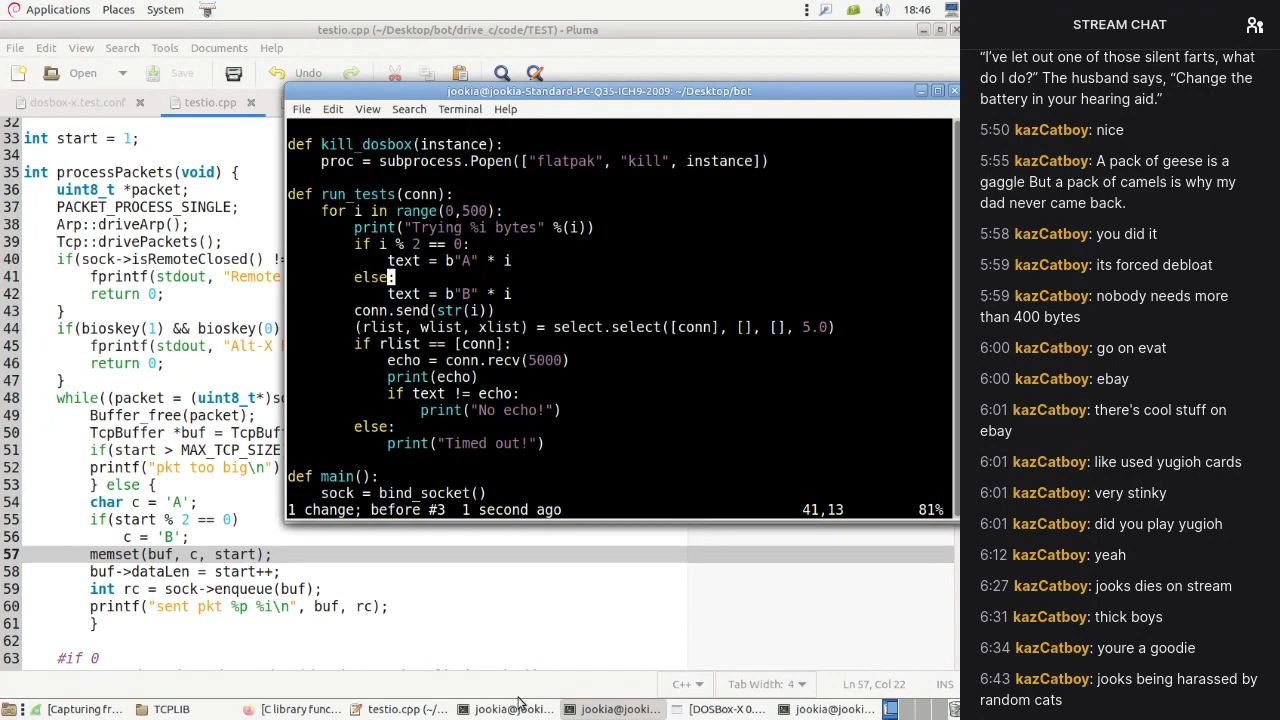 Applications Places System 18:46
testio.cpp (~/Desktop/bot/drive_c/code/TEST) - Pluma
File Edit View Search Tools Documents Help
Open Save Undo
dosbox-x.test.conf testio.cpp
32
33 int start = 1;
34
35 int processPackets(void) {
36 uint8_t *packet;
37 PACKET_PROCESS_SINGLE;
38 Arp::driveArp();
39 Tcp::drivePackets();
40 if(sock->isRemoteClosed() !=
41 fprintf(stdout, "Remote
42 return 0;
43 }
44 if(bioskey(1) && bioskey(0)
45 fprintf(stdout, "Alt-X
46 return 0;
47 }
48 while((packet = (uint8_t*)so
49 Buffer_free(packet);
50 TcpBuffer *buf = TcpBuff
51 if(start > MAX_TCP_SIZE
52 printf("pkt too big\n")
53 } else {
54 char c = 'A';
55 if(start % 2 == 0)
56 c = 'B';
57 memset(buf, c, start);
58 buf->dataLen = start++;
59 int rc = sock->enqueue(buf);
60 printf("sent pkt %p %i\n", buf, rc);
61 }
62
63 #if 0
C++ Tab Width: 4 Ln 57, Col 22 INS
jookia@jookia-Standard-PC-Q35-ICH9-2009: ~/Desktop/bot
File Edit View Search Terminal Help
def kill_dosbox(instance):
proc = subprocess.Popen(["flatpak", "kill", instance])
def run_tests(conn):
for i in range(0,500):
print("Trying %i bytes" %(i))
if i % 2 == 0:
text = b"A" * i
else:
text = b"B" * i
conn.send(str(i))
(rlist, wlist, xlist) = select.select([conn], [], [], 5.0)
if rlist == [conn]:
echo = conn.recv(5000)
print(echo)
if text != echo:
print("No echo!")
else:
print("Timed out!")
def main():
sock = bind_socket()
1 change; before #3 1 second ago 41,13 81%
[Capturing fr... TCPLIB [C library func... testio.cpp (~/... jookia@jooki... jookia@jooki... [DOSBox-X 0.... jookia@jooki...
STREAM CHAT
“I’ve let out one of those silent farts, what
do I do?” The husband says, “Change the
battery in your hearing aid.”
5:50 kazCatboy: nice
5:55 kazCatboy: A pack of geese is a
gaggle But a pack of camels is why my
dad never came back.
5:58 kazCatboy: you did it
5:59 kazCatboy: its forced debloat
5:59 kazCatboy: nobody needs more
than 400 bytes
6:00 kazCatboy: go on evat
6:00 kazCatboy: ebay
6:01 kazCatboy: there's cool stuff on
ebay
6:01 kazCatboy: like used yugioh cards
6:01 kazCatboy: very stinky
6:01 kazCatboy: did you play yugioh
6:12 kazCatboy: yeah
6:27 kazCatboy: jooks dies on stream
6:31 kazCatboy: thick boys
6:34 kazCatboy: youre a goodie
6:43 kazCatboy: jooks being harassed by
random cats